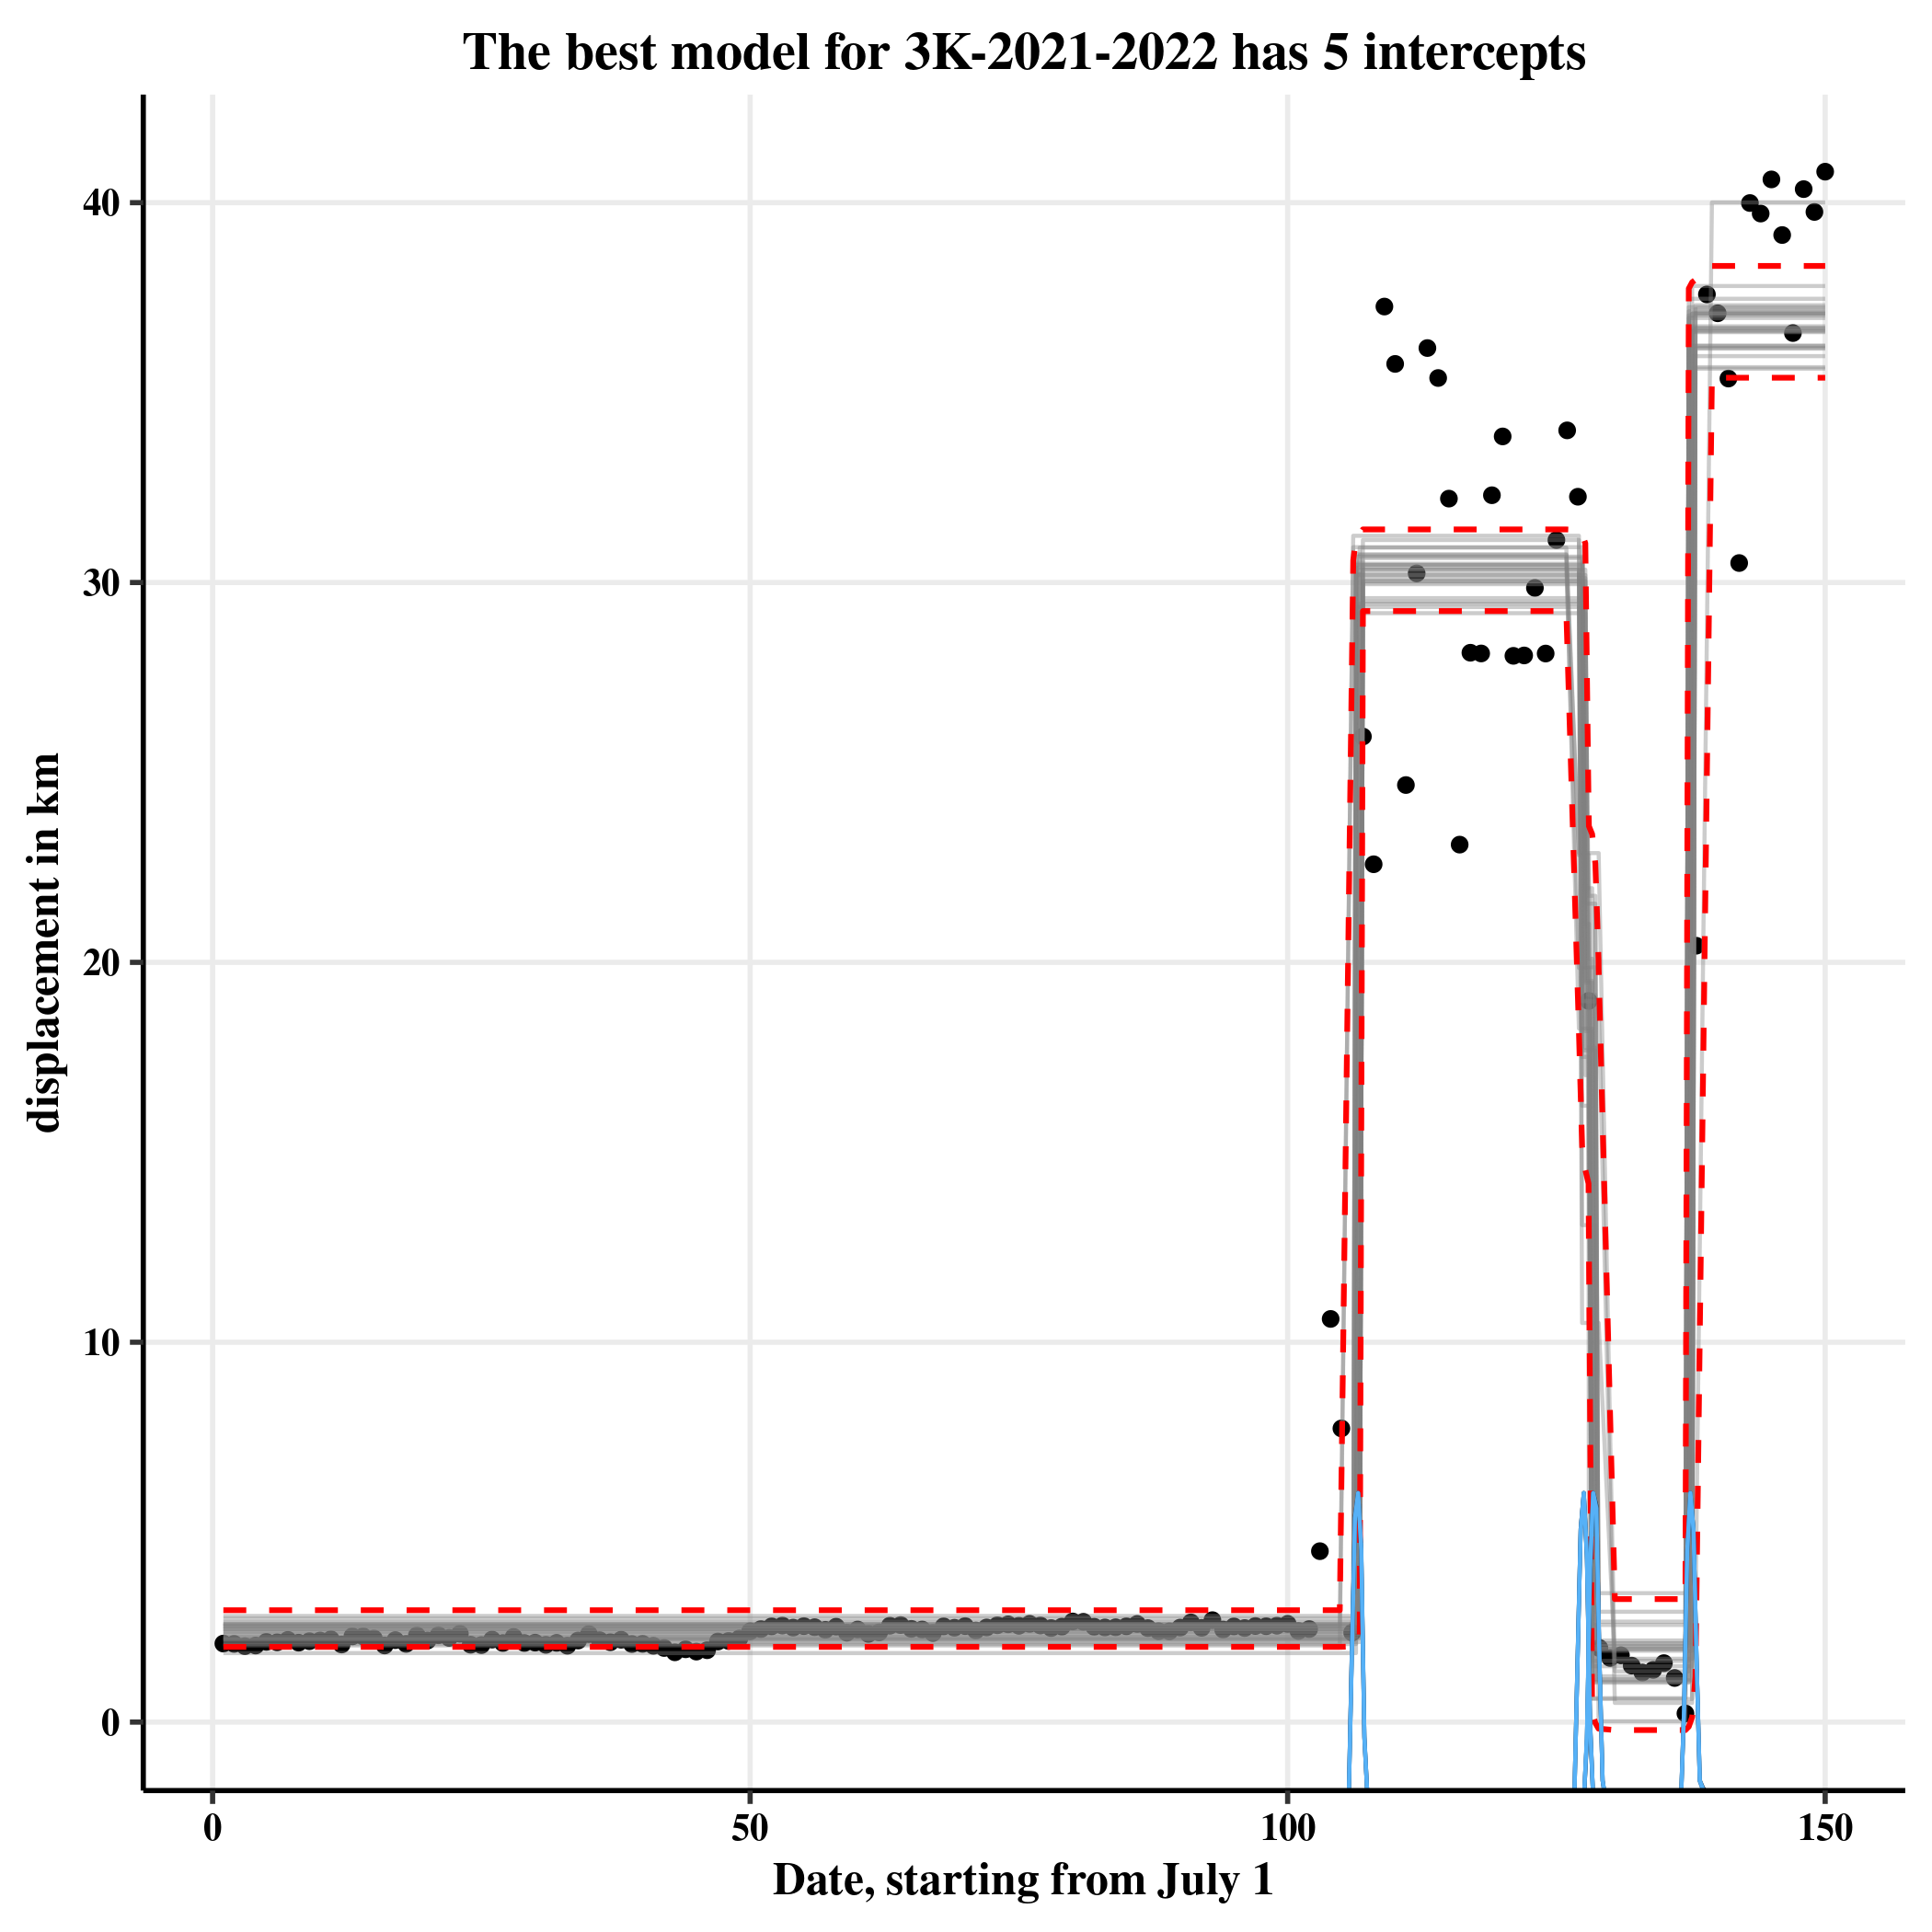 The best model for 3K-2021-2022 has 5 intercepts
40
30
20
10
0
displacement in km
0 50 100 150
Date, starting from July 1